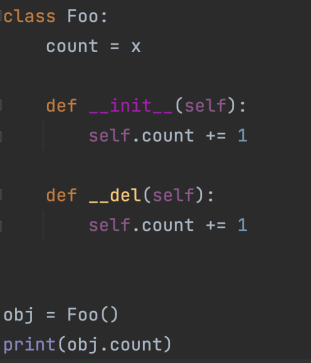 class Foo:
    count = x
    def __init__(self):
        self.count += 1
    def __del(self):
        self.count += 1
obj = Foo()
print(obj.count)